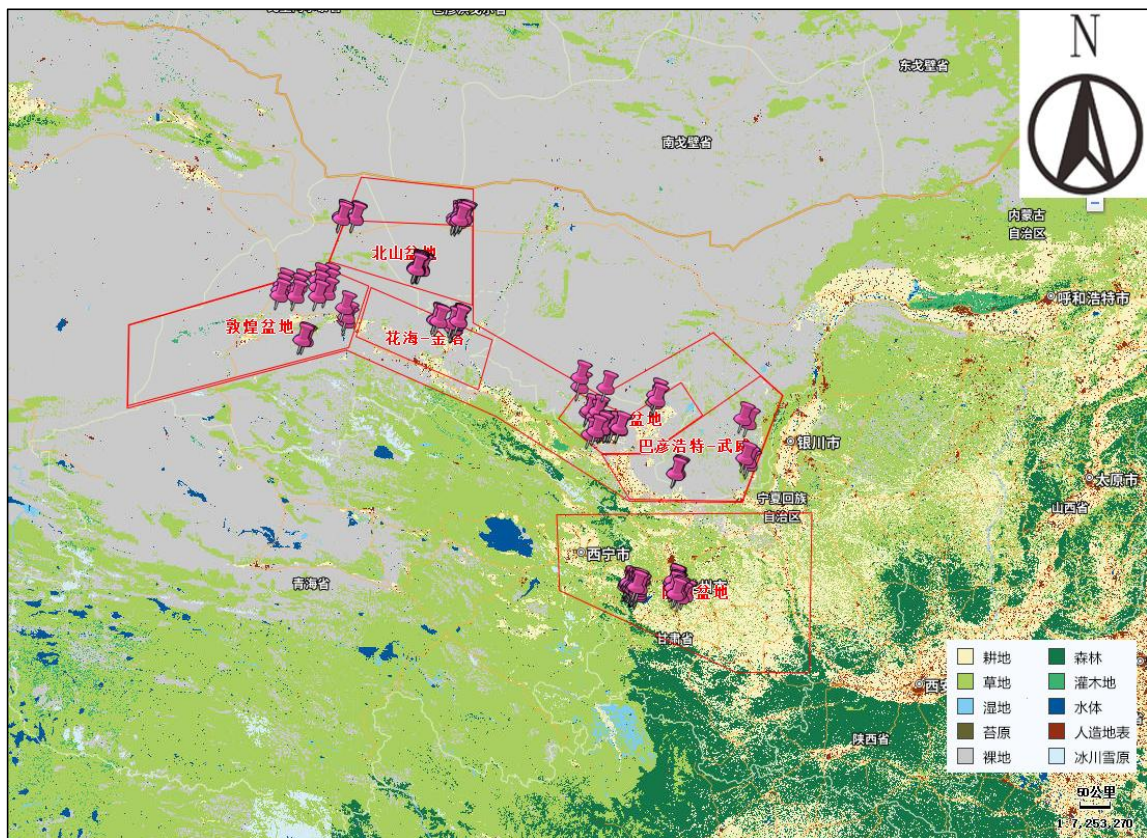 N
东戈壁省
南戈壁省
内蒙古
自治区
北山盆地
呼和浩特市
敦煌盆地
花海-金塔
盆地
巴彦浩特-武威
银川市
太原市
宁夏回族
自治区
山西省
西宁市
青海省
盆地
甘肃省
陕西省
耕地
森林
草地
灌木地
湿地
水体
苔原
人造地表
裸地
冰川雪原
50公里
1 7,253,270